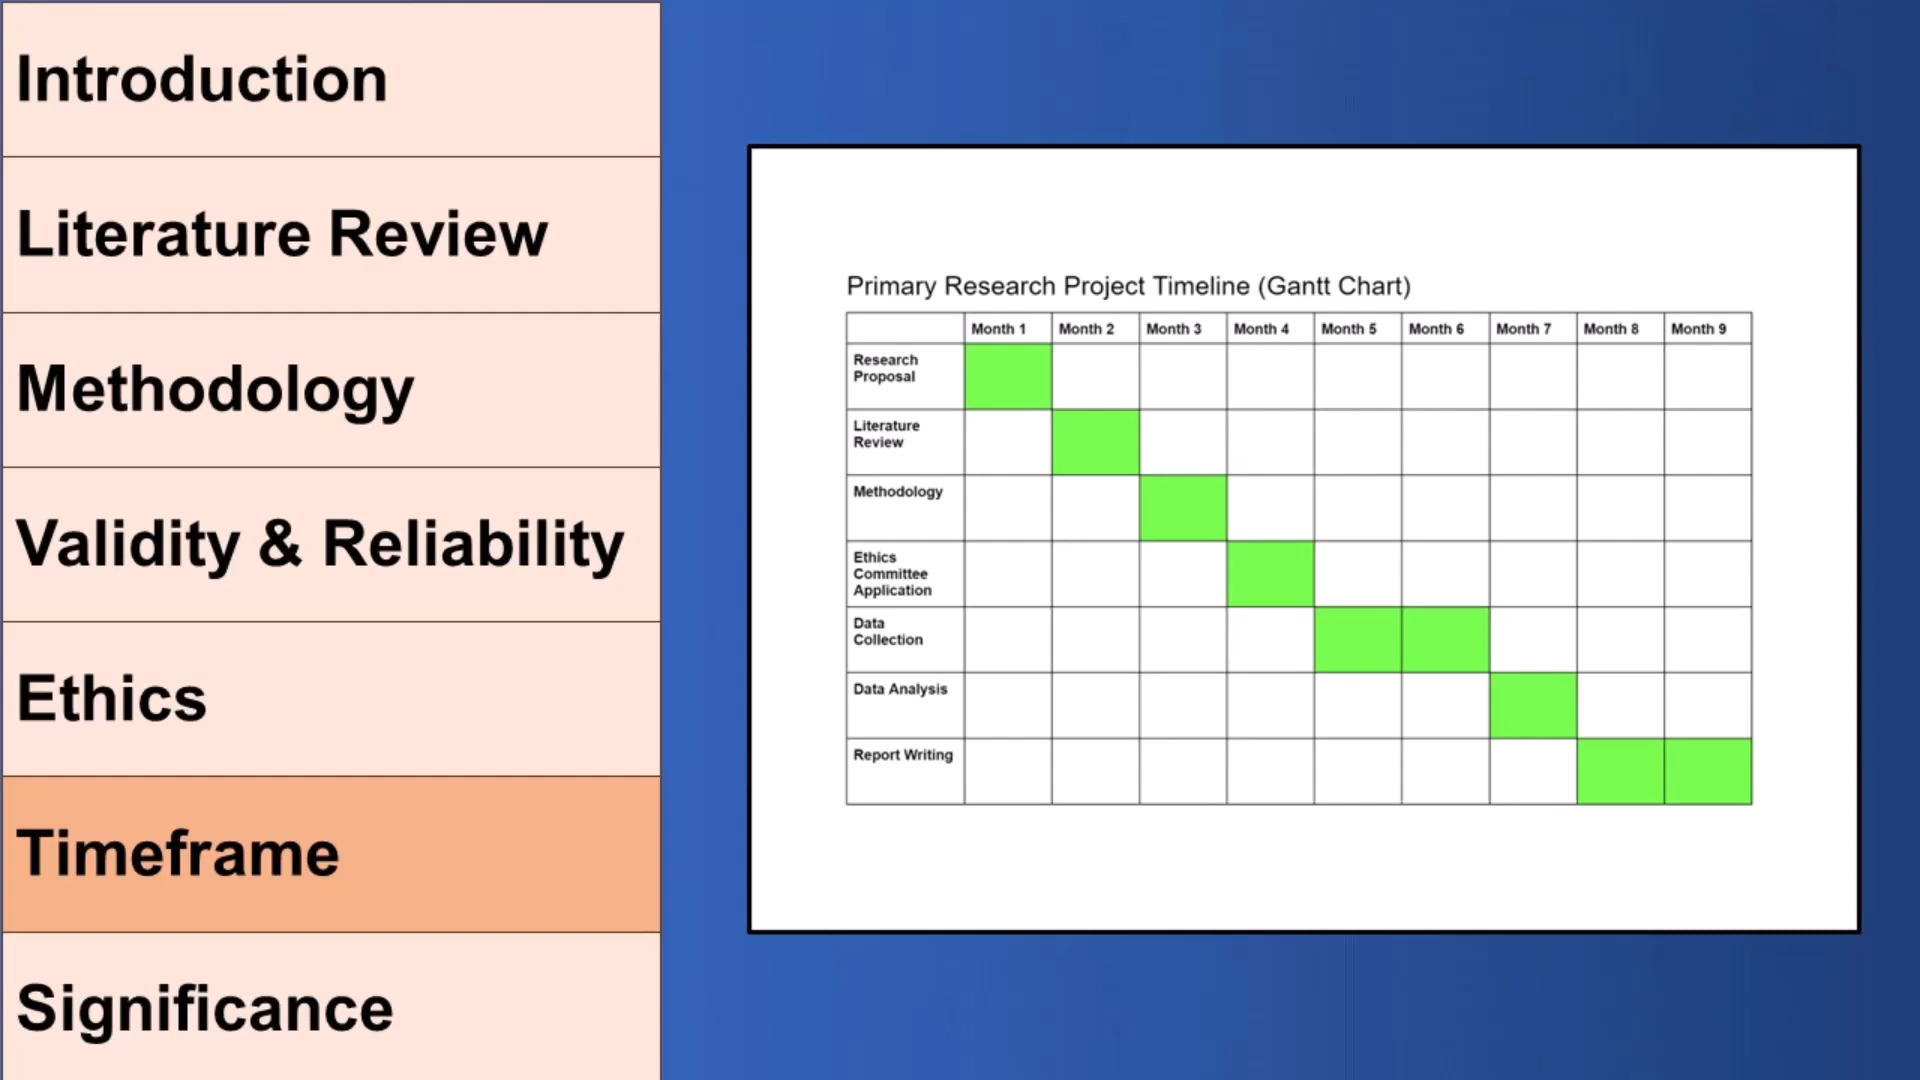 Introduction
Literature Review
Methodology
Validity & Reliability
Ethics
Timeframe
Significance
Primary Research Project Timeline (Gantt Chart)
Month 1 Month 2 Month 3 Month 4 Month 5 Month 6 Month 7 Month 8 Month 9
Research
Proposal
Literature
Review
Methodology
Ethics
Committee
Application
Data
Collection
Data Analysis
Report Writing